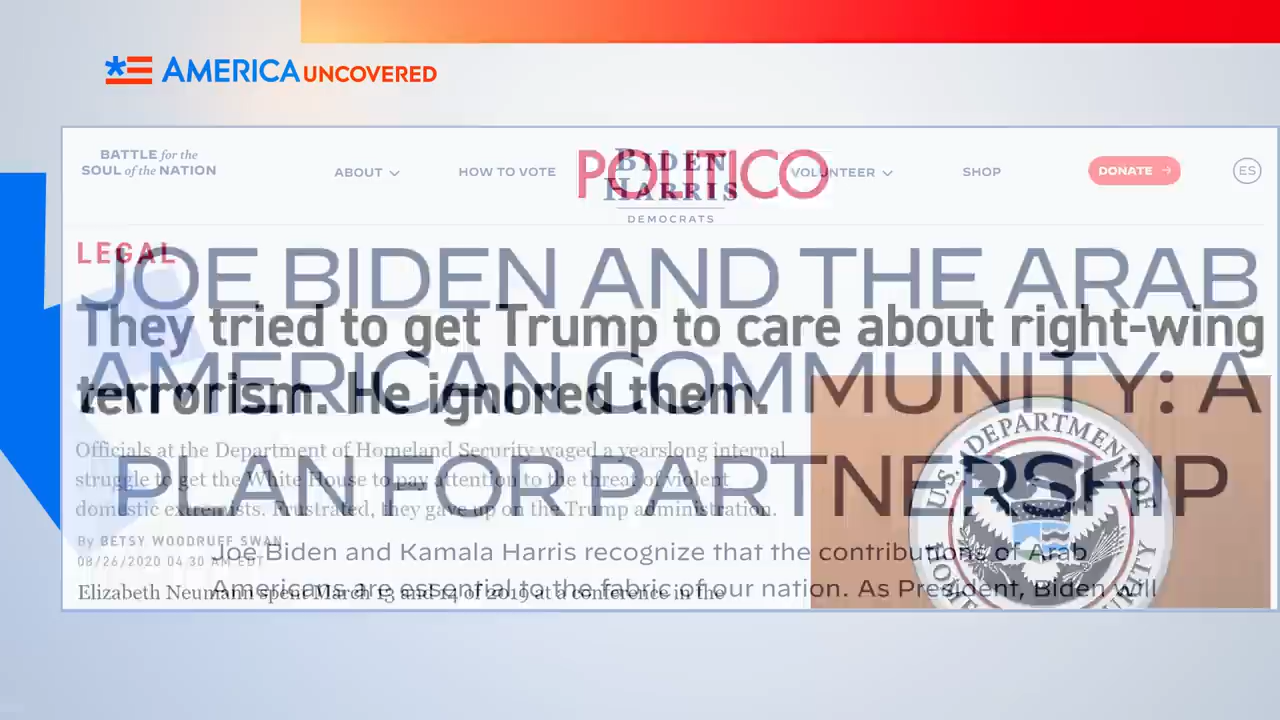 AMERICA UNCOVERED
BATTLE for the
SOUL of the NATION
ABOUT
HOW TO VOTE
BIDEN
HARRIS
DEMOCRATS
POLITICO
VOLUNTEER
SHOP
DONATE →
ES
LEGAL
JOE BIDEN AND THE ARAB
AMERICAN COMMUNITY: A
PLAN FOR PARTNERSHIP
They tried to get Trump to care about right-wing
terrorism. He ignored them.
Officials at the Department of Homeland Security waged a yearslong internal
struggle to get the White House to pay attention to the threat of violent
domestic extremists. Frustrated, they gave up on the Trump administration.
By BETSY WOODRUFF SWAN
08/26/2020 04:30 AM EDT
Elizabeth Neumann spent March 13 and 14 of 2019 at a conference in the
Joe Biden and Kamala Harris recognize that the contributions of Arab
Americans are essential to the fabric of our nation. As President, Biden will
U.S. DEPARTMENT OF
HOMELAND SECURITY